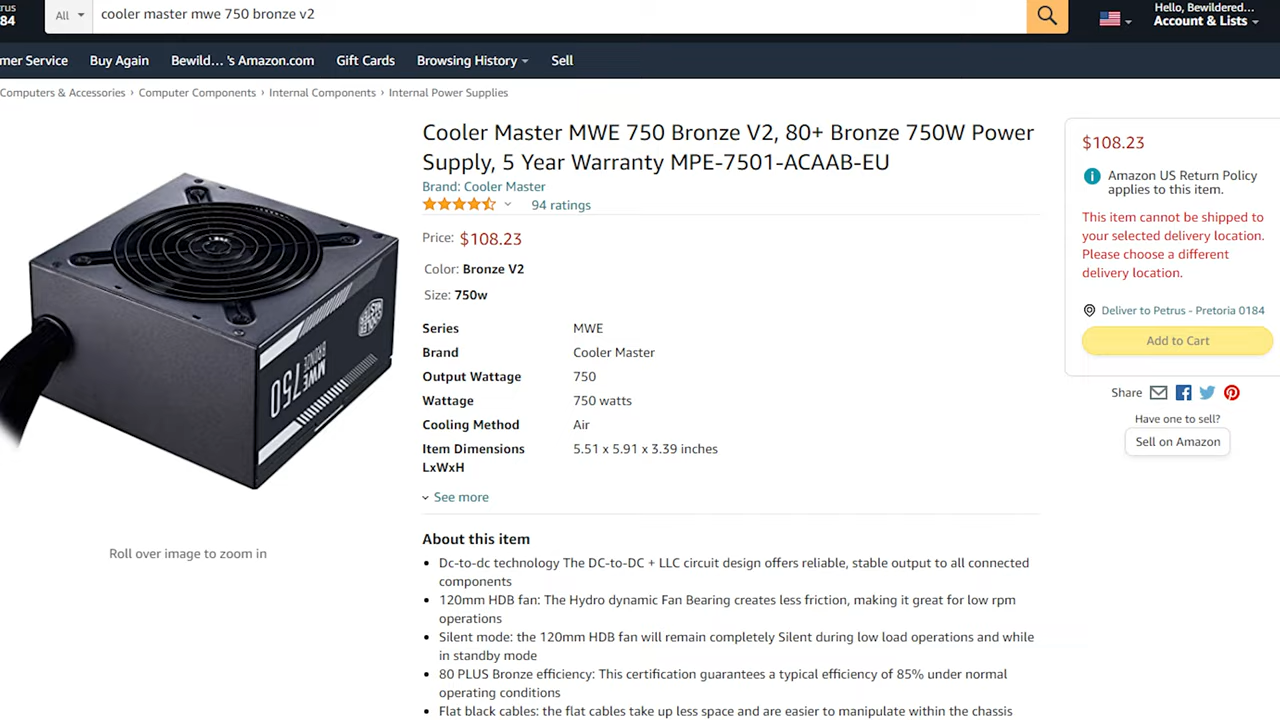 trus
84
All
cooler master mwe 750 bronze v2
Hello, Bewildered...
Account & Lists
mer Service
Buy Again
Bewild... 's Amazon.com
Gift Cards
Browsing History
Sell
Computers & Accessories › Computer Components › Internal Components › Internal Power Supplies
Cooler Master MWE 750 Bronze V2, 80+ Bronze 750W Power
Supply, 5 Year Warranty MPE-7501-ACAAB-EU
Brand: Cooler Master
94 ratings
Price: $108.23
Color: Bronze V2
Size: 750w
Series MWE
Brand Cooler Master
Output Wattage 750
Wattage 750 watts
Cooling Method Air
Item Dimensions 5.51 x 5.91 x 3.39 inches
LxWxH
See more
About this item
• Dc-to-dc technology The DC-to-DC + LLC circuit design offers reliable, stable output to all connected
components
• 120mm HDB fan: The Hydro dynamic Fan Bearing creates less friction, making it great for low rpm
operations
• Silent mode: the 120mm HDB fan will remain completely Silent during low load operations and while
in standby mode
• 80 PLUS Bronze efficiency: This certification guarantees a typical efficiency of 85% under normal
operating conditions
• Flat black cables: the flat cables take up less space and are easier to manipulate within the chassis
COOLER
MASTER
MWE 750
BRONZE
Roll over image to zoom in
$108.23
Amazon US Return Policy
applies to this item.
This item cannot be shipped to
your selected delivery location.
Please choose a different
delivery location.
Deliver to Petrus - Pretoria 0184
Add to Cart
Share
Have one to sell?
Sell on Amazon